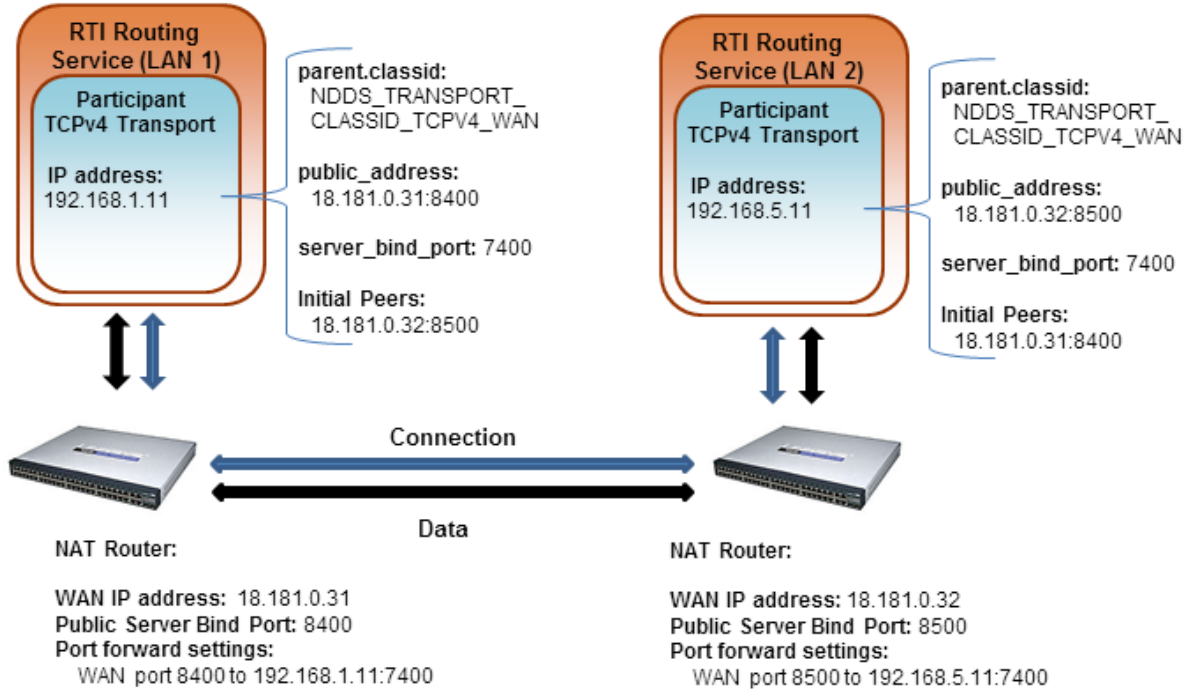 RTI Routing
Service (LAN 1)
Participant
TCPv4 Transport
IP address:
192.168.1.11
parent.classid:
NDDS_TRANSPORT_
CLASSID_TCPV4_WAN
public_address:
18.181.0.31:8400
server_bind_port: 7400
Initial Peers:
18.181.0.32:8500
RTI Routing
Service (LAN 2)
Participant
TCPv4 Transport
IP address:
192.168.5.11
parent.classid:
NDDS_TRANSPORT_
CLASSID_TCPV4_WAN
public_address:
18.181.0.32:8500
server_bind_port: 7400
Initial Peers:
18.181.0.31:8400
Connection
Data
NAT Router:
WAN IP address: 18.181.0.31
Public Server Bind Port: 8400
Port forward settings:
WAN port 8400 to 192.168.1.11:7400
NAT Router:
WAN IP address: 18.181.0.32
Public Server Bind Port: 8500
Port forward settings:
WAN port 8500 to 192.168.5.11:7400